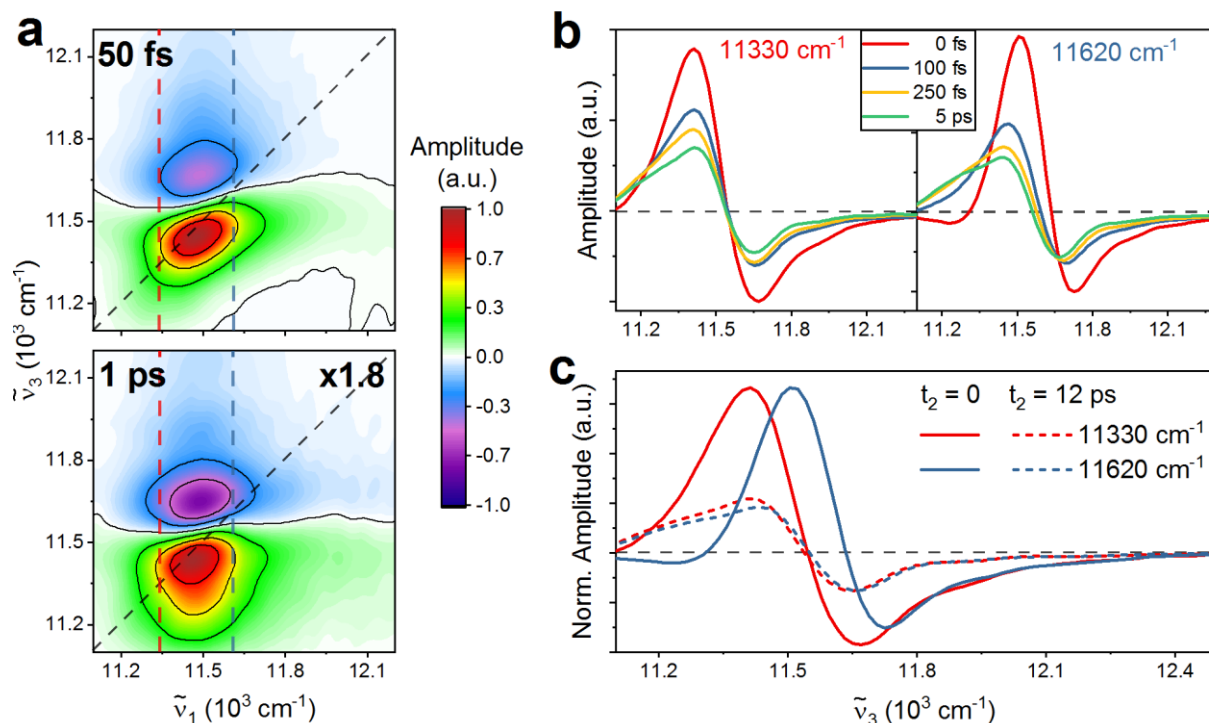 a
50 fs
12.1
11.8
11.5
11.2
1 ps
x1.8
12.1
11.8
11.5
11.2
ν̃₃ (10³ cm⁻¹)
11.2 11.5 11.8 12.1
ν̃₁ (10³ cm⁻¹)
Amplitude
(a.u.)
1.0
0.7
0.3
0.0
-0.3
-0.7
-1.0
b
11330 cm⁻¹
0 fs
100 fs
250 fs
5 ps
11620 cm⁻¹
Amplitude (a.u.)
11.2 11.5 11.8 12.1 11.2 11.5 11.8 12.1
c
t₂ = 0 t₂ = 12 ps
11330 cm⁻¹
11620 cm⁻¹
Norm. Amplitude (a.u.)
11.2 11.5 11.8 12.1 12.4
ν̃₃ (10³ cm⁻¹)